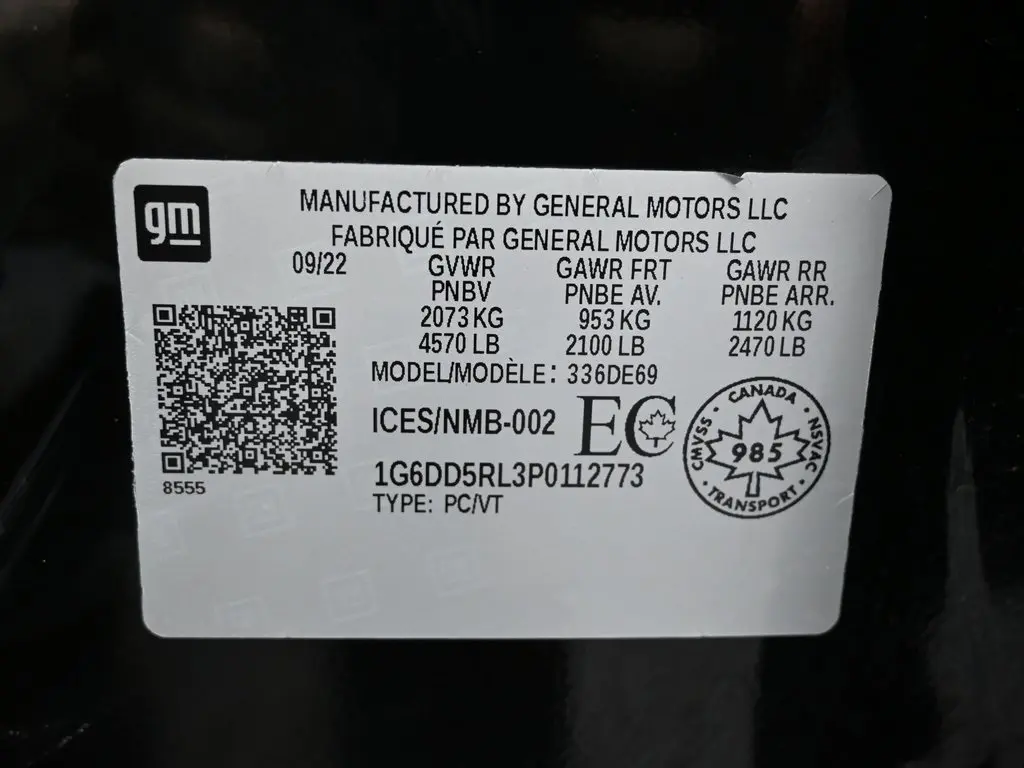 gm
MANUFACTURED BY GENERAL MOTORS LLC
FABRIQUÉ PAR GENERAL MOTORS LLC
09/22 GVWR GAWR FRT GAWR RR
PNBV PNBE AV. PNBE ARR.
2073 KG 953 KG 1120 KG
4570 LB 2100 LB 2470 LB
MODEL/MODÈLE: 336DE69
ICES/NMB-002 EC
CANADA
CMVSS 985 NSVAC
TRANSPORT
8555
1G6DD5RL3P0112773
TYPE: PC/VT